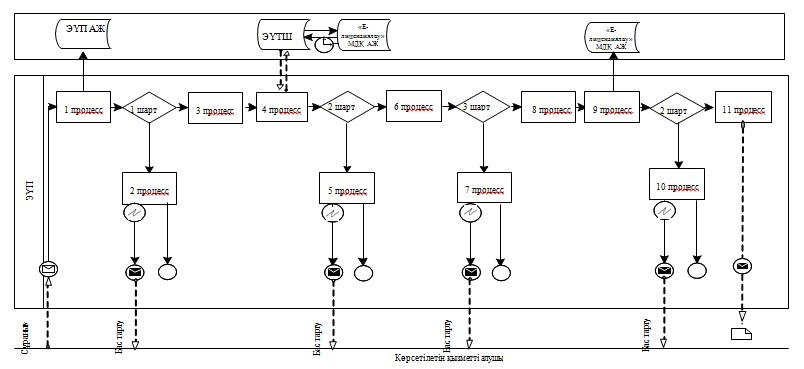 ЭҮП АЖ
ЭҮТШ
«Е-
лицензиялау»
МДҚ АЖ
«Е-
лицензиялау»
МДҚ АЖ
1 процесс
1 шарт
3 процесс
4 процесс
2 шарт
6 процесс
3 шарт
8 процесс
9 процесс
2 шарт
11 процесс
ЭҮП
2 процесс
5 процесс
7 процесс
10 процесс
Сұраныс
Бас тарту
Бас тарту
Бас тарту
Бас тарту
Көрсетілетін қызметті алушы